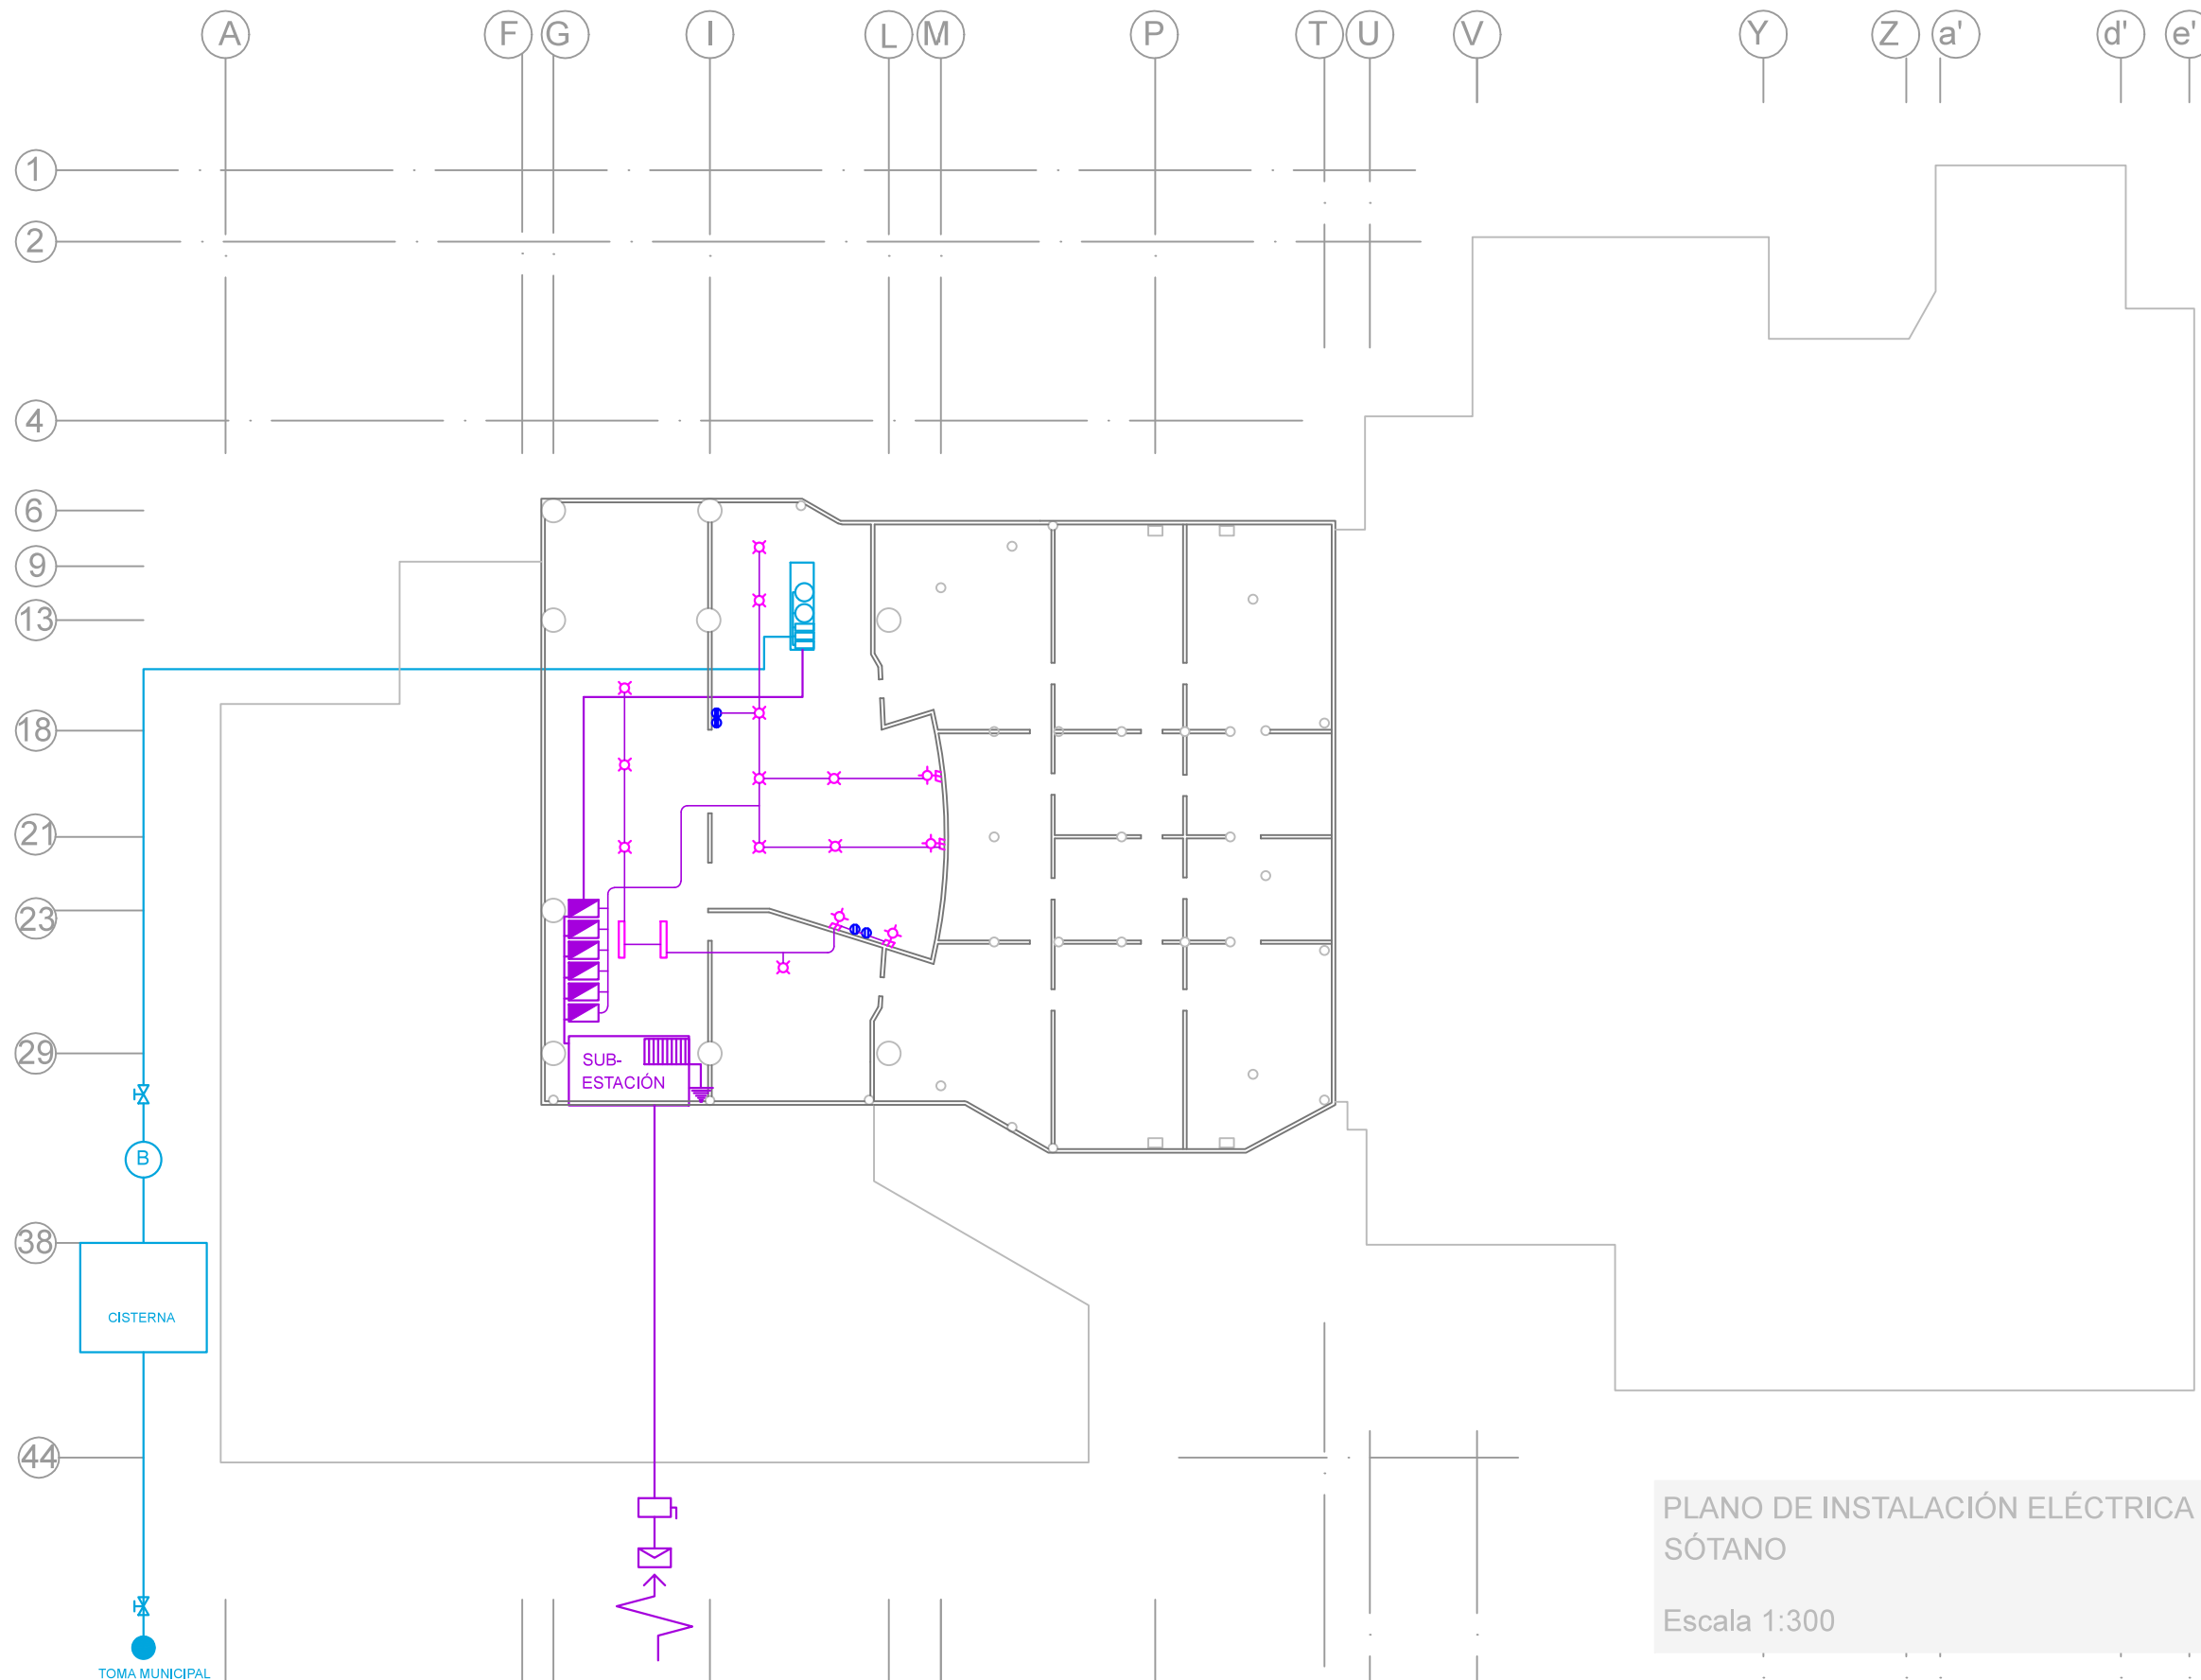 A F G I L M P T U V Y Z a' d' e'
1
2
4
6
9
13
18
21
23
29
38
44
SUB-
ESTACIÓN
B
CISTERNA
TOMA MUNICIPAL
PLANO DE INSTALACIÓN ELÉCTRICA
SÓTANO
Escala 1:300